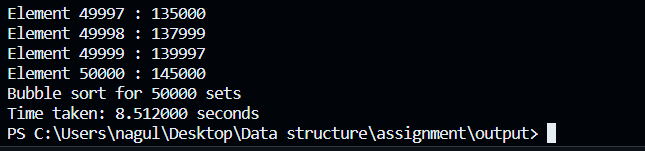 Element 49997 : 135000
Element 49998 : 137999
Element 49999 : 139997
Element 50000 : 145000
Bubble sort for 50000 sets
Time taken: 8.512000 seconds
PS C:\Users\nagul\Desktop\Data structure\assignment\output>